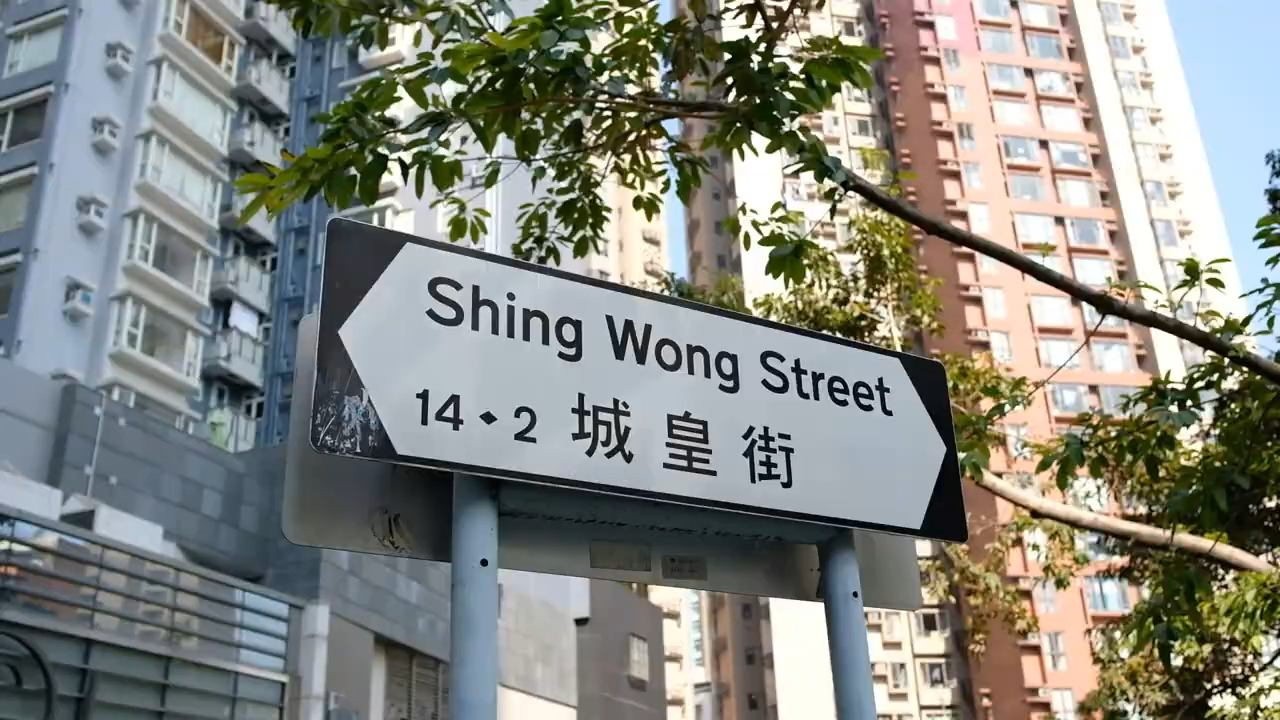 Shing Wong Street
14 ◆ 2 城皇街